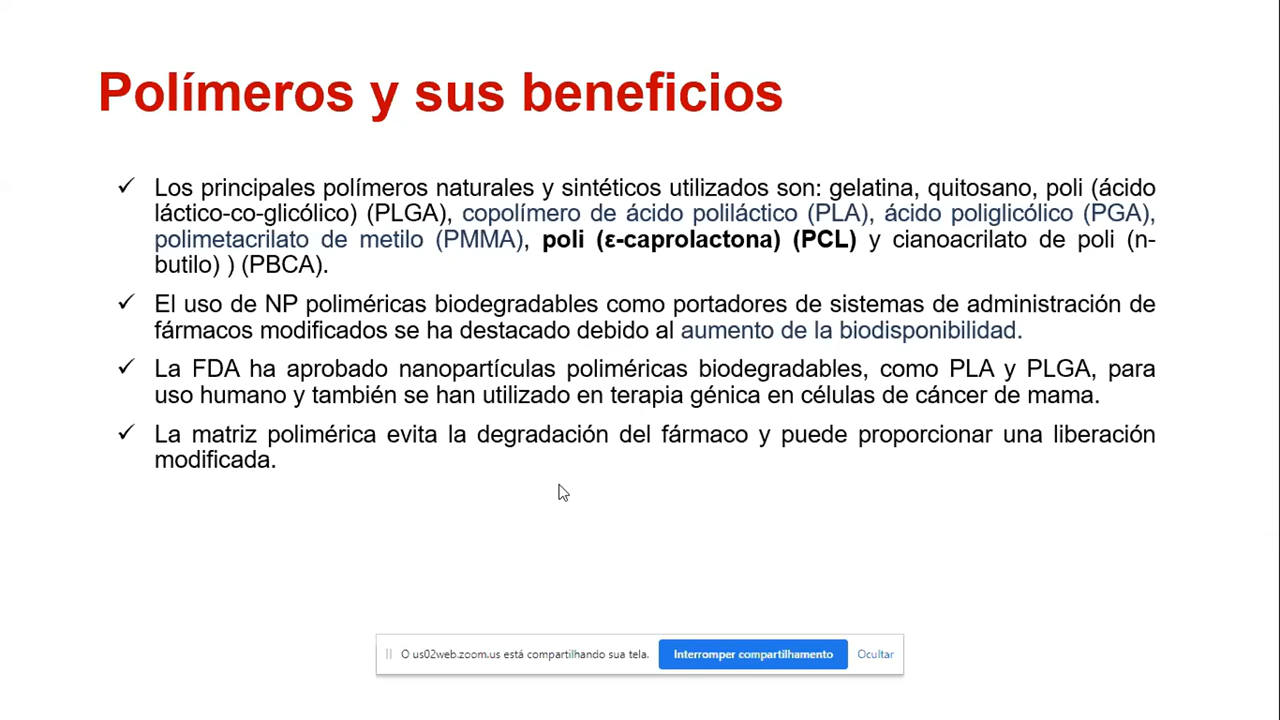 Polímeros y sus beneficios
✓ Los principales polímeros naturales y sintéticos utilizados son: gelatina, quitosano, poli (ácido
láctico-co-glicólico) (PLGA), copolímero de ácido poliláctico (PLA), ácido poliglicólico (PGA),
polimetacrilato de metilo (PMMA), poli (ε-caprolactona) (PCL) y cianoacrilato de poli (n-
butilo) ) (PBCA).
✓ El uso de NP poliméricas biodegradables como portadores de sistemas de administración de
fármacos modificados se ha destacado debido al aumento de la biodisponibilidad.
✓ La FDA ha aprobado nanopartículas poliméricas biodegradables, como PLA y PLGA, para
uso humano y también se han utilizado en terapia génica en células de cáncer de mama.
✓ La matriz polimérica evita la degradación del fármaco y puede proporcionar una liberación
modificada.
O us02web.zoom.us está compartilhando sua tela. Interromper compartilhamento Ocultar